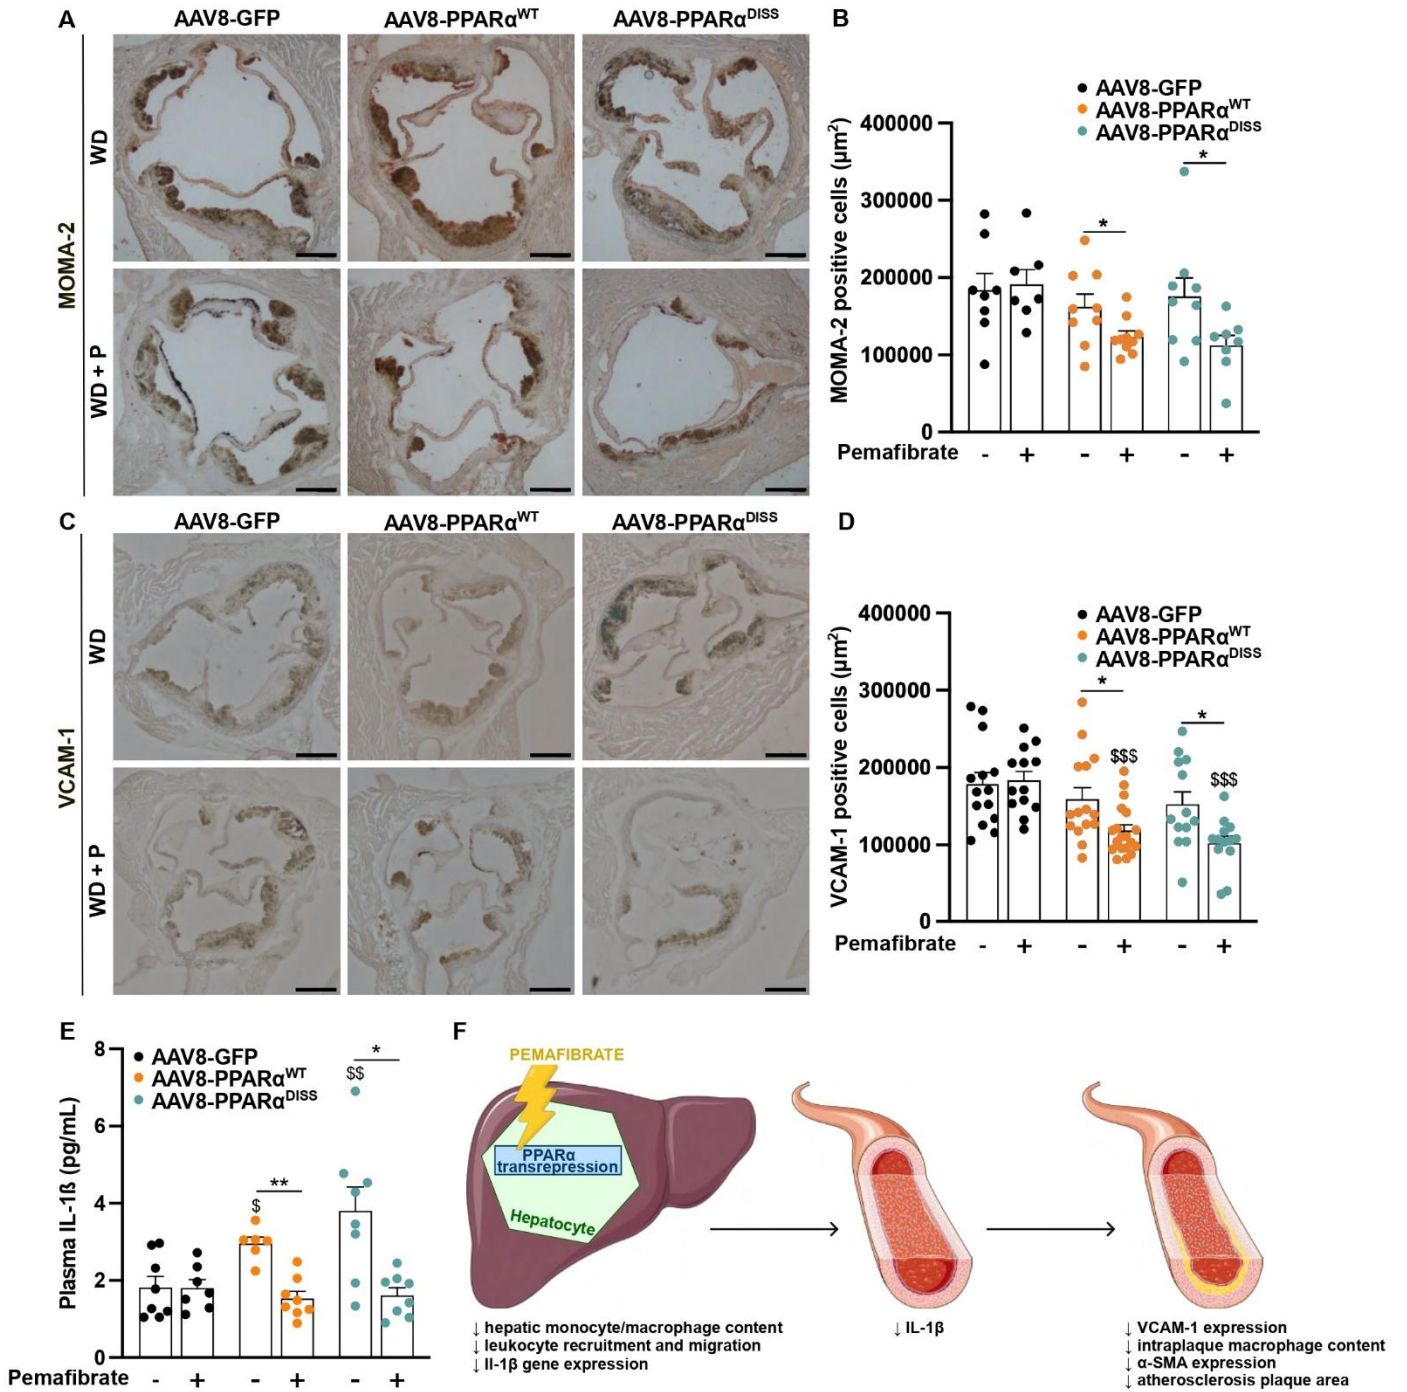 A
AAV8-GFP
AAV8-PPARα^WT
AAV8-PPARα^DISS
MOMA-2
WD
WD + P
B
AAV8-GFP
AAV8-PPARα^WT
AAV8-PPARα^DISS
MOMA-2 positive cells (µm²)
400000
300000
200000
100000
0
*
*
Pemafibrate - + - + - +
C
AAV8-GFP
AAV8-PPARα^WT
AAV8-PPARα^DISS
VCAM-1
WD
WD + P
D
AAV8-GFP
AAV8-PPARα^WT
AAV8-PPARα^DISS
VCAM-1 positive cells (µm²)
400000
300000
200000
100000
0
*
$$$
*
$$$
Pemafibrate - + - + - +
E
AAV8-GFP
AAV8-PPARα^WT
AAV8-PPARα^DISS
Plasma IL-1ß (pg/mL)
8
6
4
2
0
$
**
$$
*
Pemafibrate - + - + - +
F
PEMAFIBRATE
PPARα
transrepression
Hepatocyte
↓ hepatic monocyte/macrophage content
↓ leukocyte recruitment and migration
↓ Il-1β gene expression
↓ IL-1β
↓ VCAM-1 expression
↓ intraplaque macrophage content
↓ α-SMA expression
↓ atherosclerosis plaque area